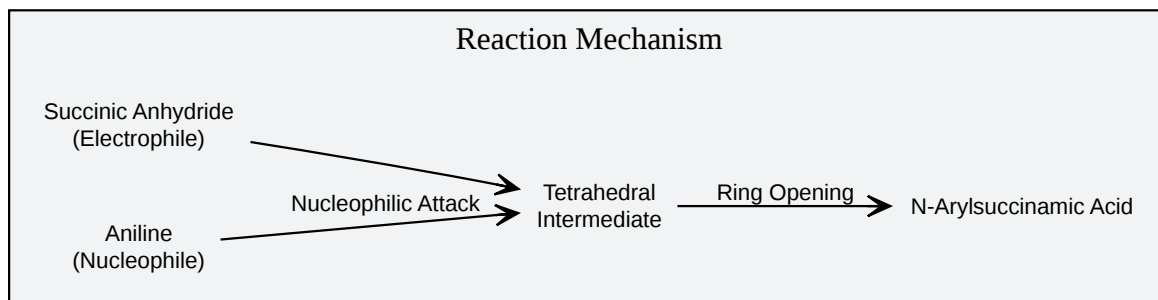 Reaction Mechanism
Succinic Anhydride
(Electrophile)
Nucleophilic Attack
Aniline
(Nucleophile)
Tetrahedral
Intermediate
Ring Opening
N-Arylsuccinamic Acid